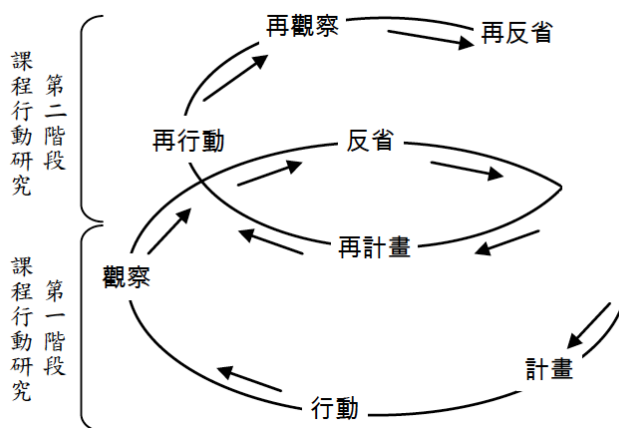 再觀察
再反省
第二階段
課程行動研究
再行動
反省
再計畫
觀察
第一階段
課程行動研究
計畫
行動